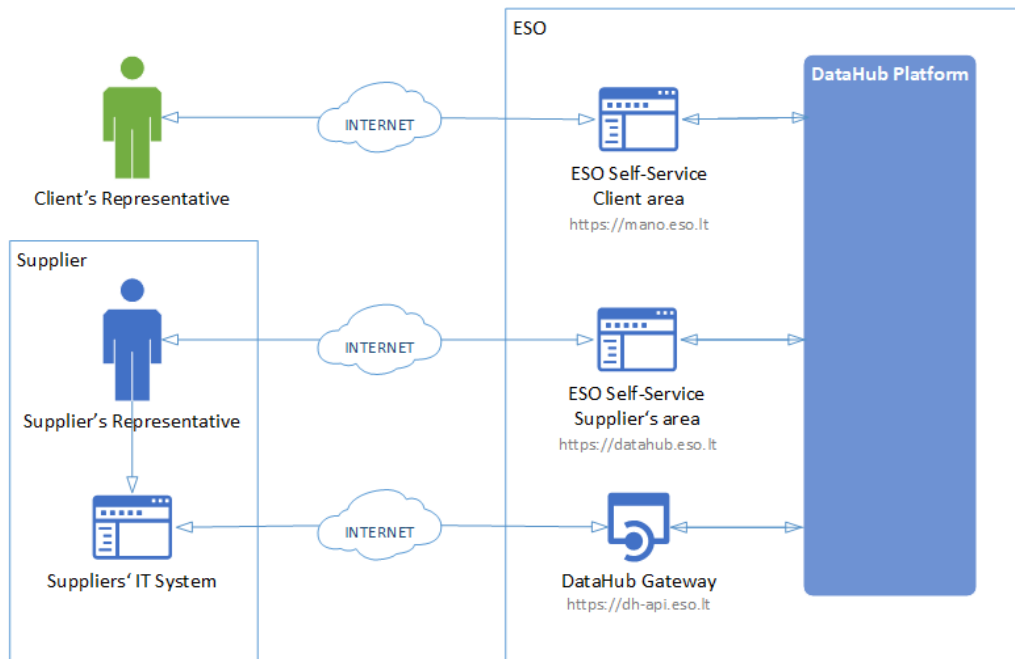 ESO
DataHub Platform
INTERNET
Client's Representative
ESO Self-Service
Client area
https://mano.eso.lt
Supplier
INTERNET
Supplier's Representative
ESO Self-Service
Supplier‘s area
https://datahub.eso.lt
INTERNET
Suppliers‘ IT System
DataHub Gateway
https://dh-api.eso.lt